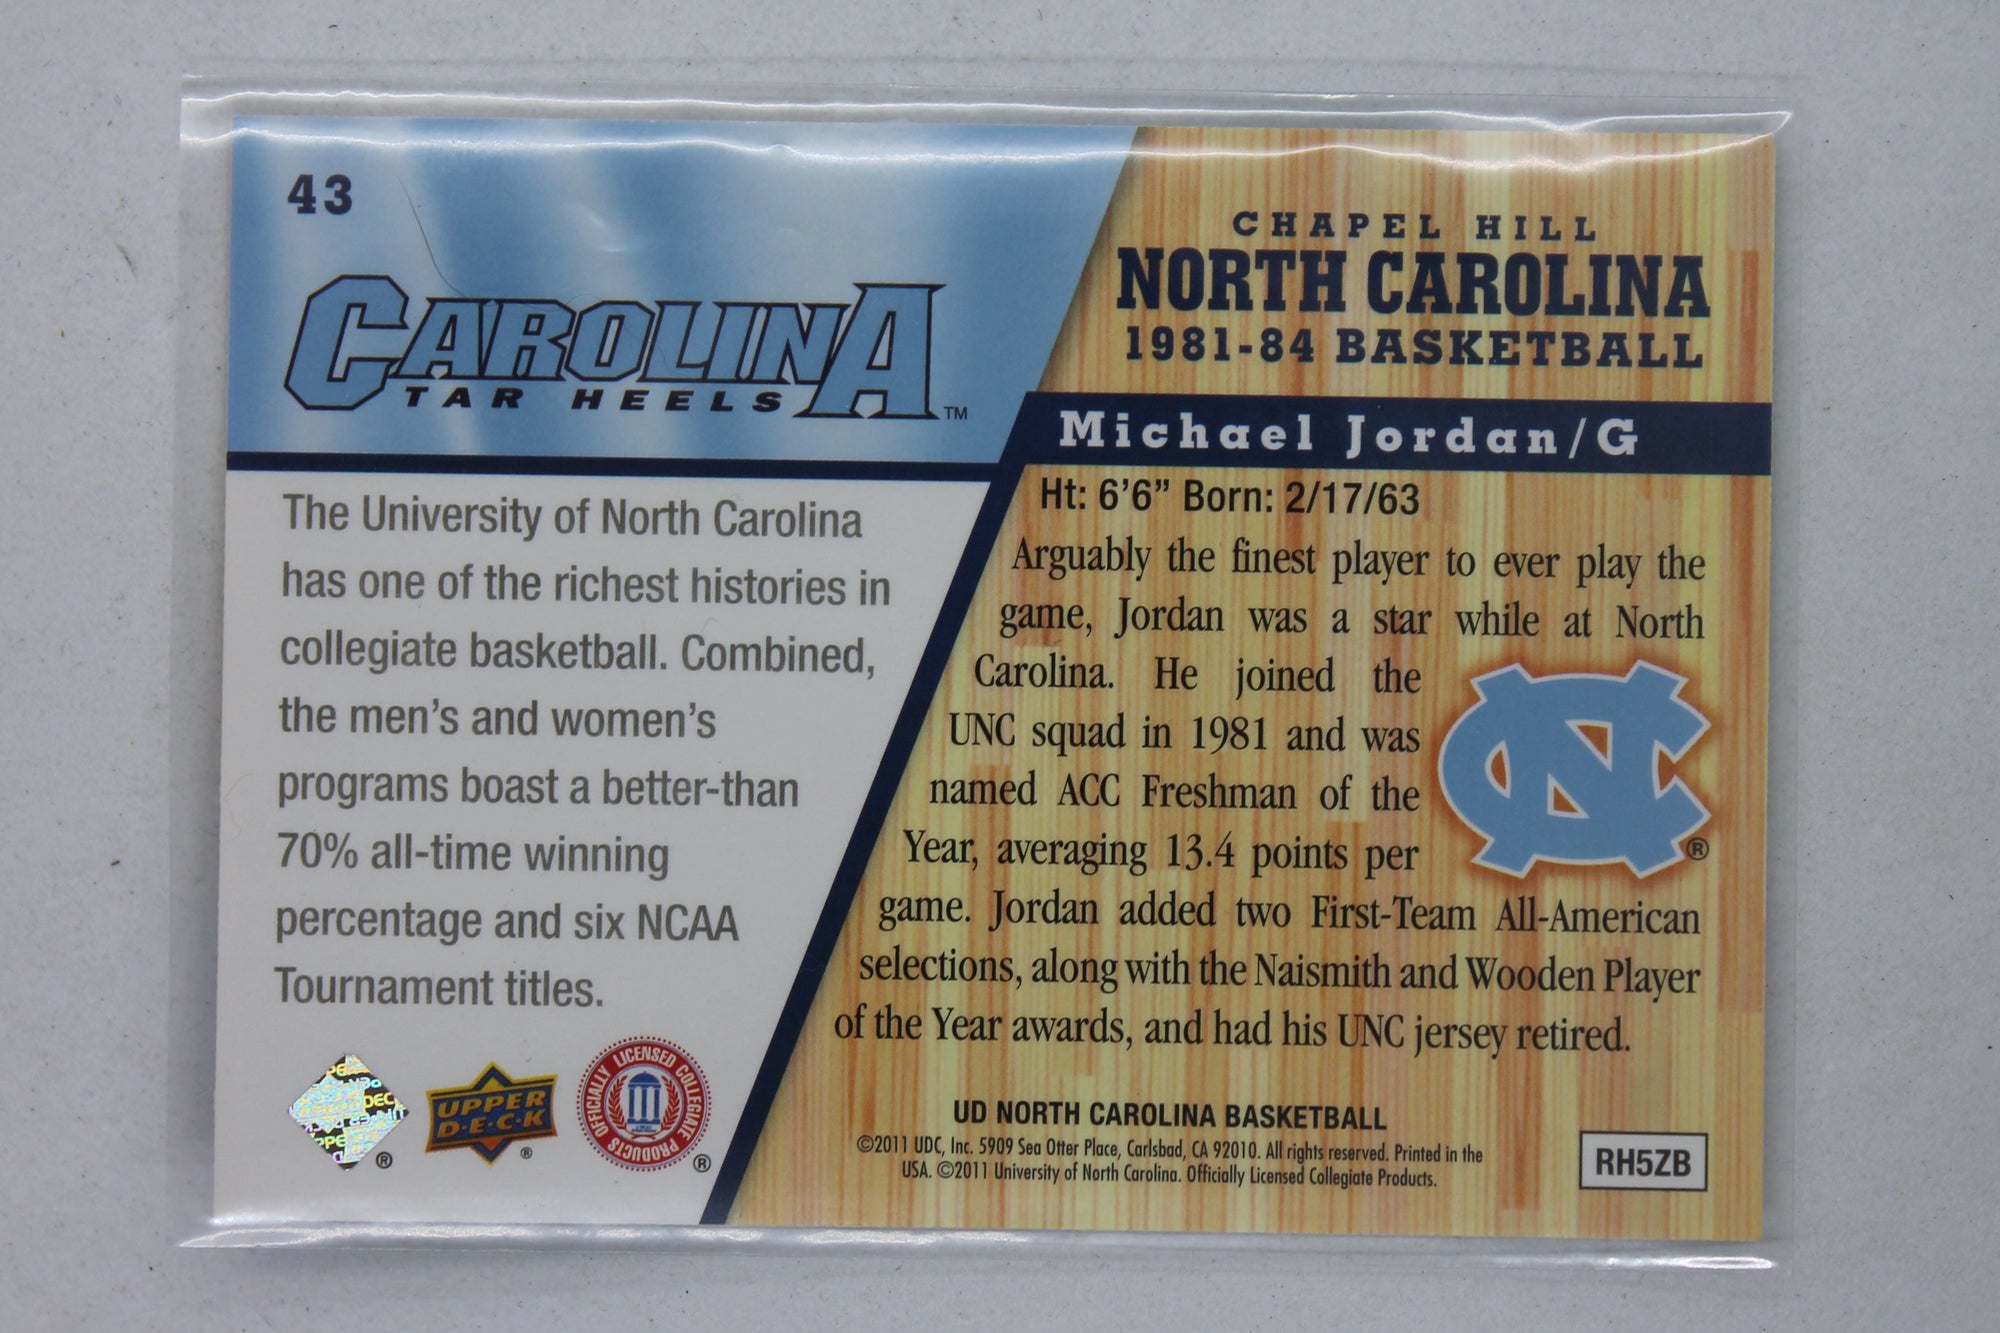 43
CAROLINA
TAR HEELS™
The University of North Carolina
has one of the richest histories in
collegiate basketball. Combined,
the men's and women's
programs boast a better-than
70% all-time winning
percentage and six NCAA
Tournament titles.
®
UPPER
D·E·C·K
®
OFFICIALLY LICENSED COLLEGIATE PRODUCTS
®
CHAPEL HILL
NORTH CAROLINA
1981-84 BASKETBALL
Michael Jordan/G
Ht: 6'6” Born: 2/17/63
Arguably the finest player to ever play the
game, Jordan was a star while at North
Carolina. He joined the
UNC squad in 1981 and was
named ACC Freshman of the
Year, averaging 13.4 points per
game. Jordan added two First-Team All-American
selections, along with the Naismith and Wooden Player
of the Year awards, and had his UNC jersey retired.
NC®
UD NORTH CAROLINA BASKETBALL
©2011 UDC, Inc. 5909 Sea Otter Place, Carlsbad, CA 92010. All rights reserved. Printed in the
USA. ©2011 University of North Carolina. Officially Licensed Collegiate Products.
RH5ZB